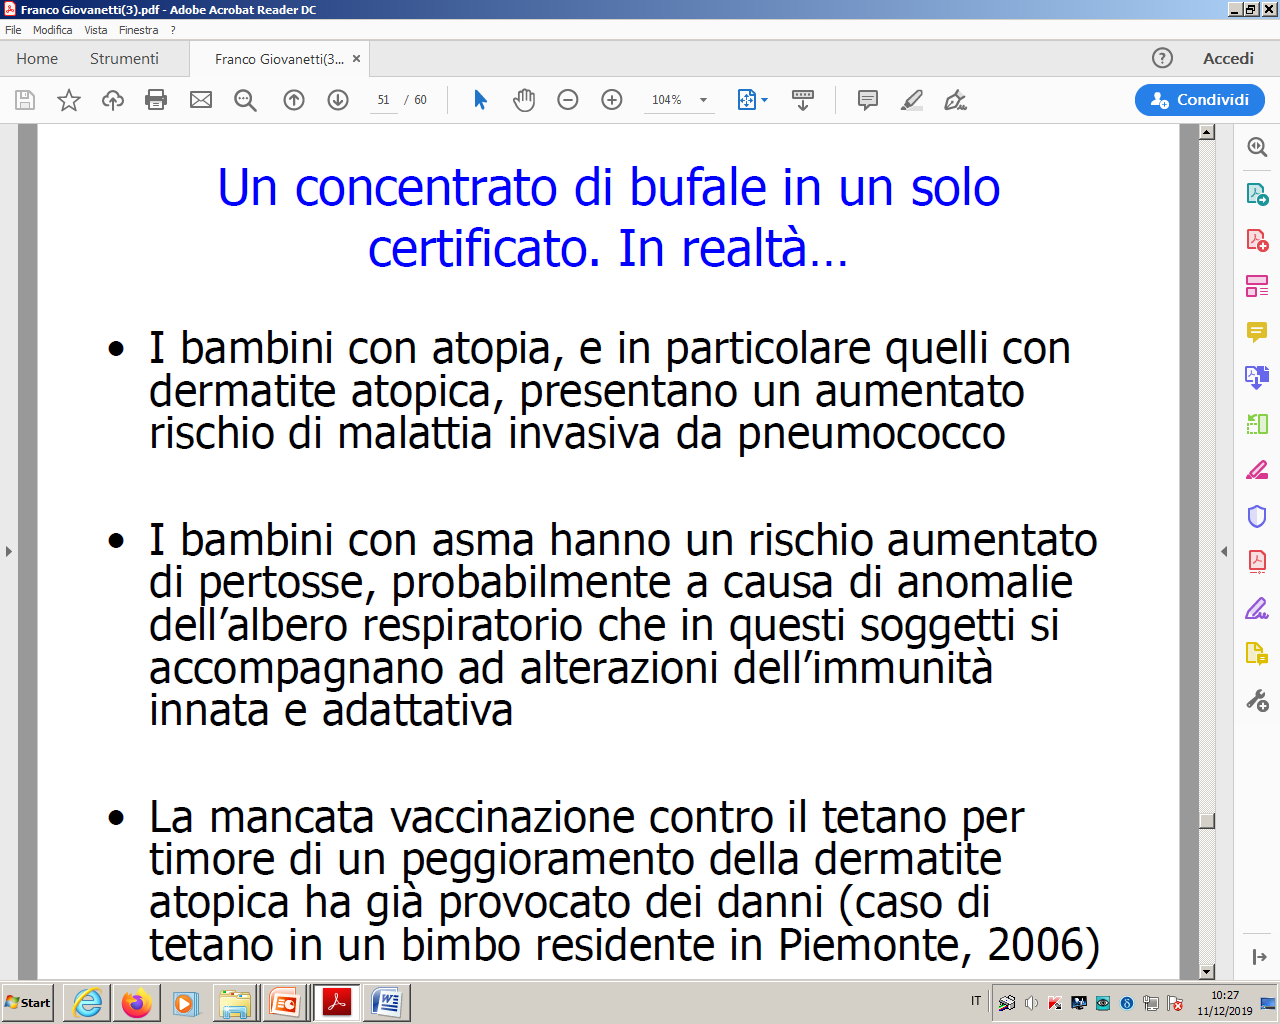 Franco Giovanetti(3).pdf - Adobe Acrobat Reader DC
File Modifica Vista Finestra ?
Home Strumenti Franco Giovanetti(3... × ? Accedi
51 / 60 104% Condividi
Un concentrato di bufale in un solo
certificato. In realtà…
• I bambini con atopia, e in particolare quelli con
dermatite atopica, presentano un aumentato
rischio di malattia invasiva da pneumococco
• I bambini con asma hanno un rischio aumentato
di pertosse, probabilmente a causa di anomalie
dell’albero respiratorio che in questi soggetti si
accompagnano ad alterazioni dell’immunità
innata e adattativa
• La mancata vaccinazione contro il tetano per
timore di un peggioramento della dermatite
atopica ha già provocato dei danni (caso di
tetano in un bimbo residente in Piemonte, 2006)
Start IT 10:27
11/12/2019